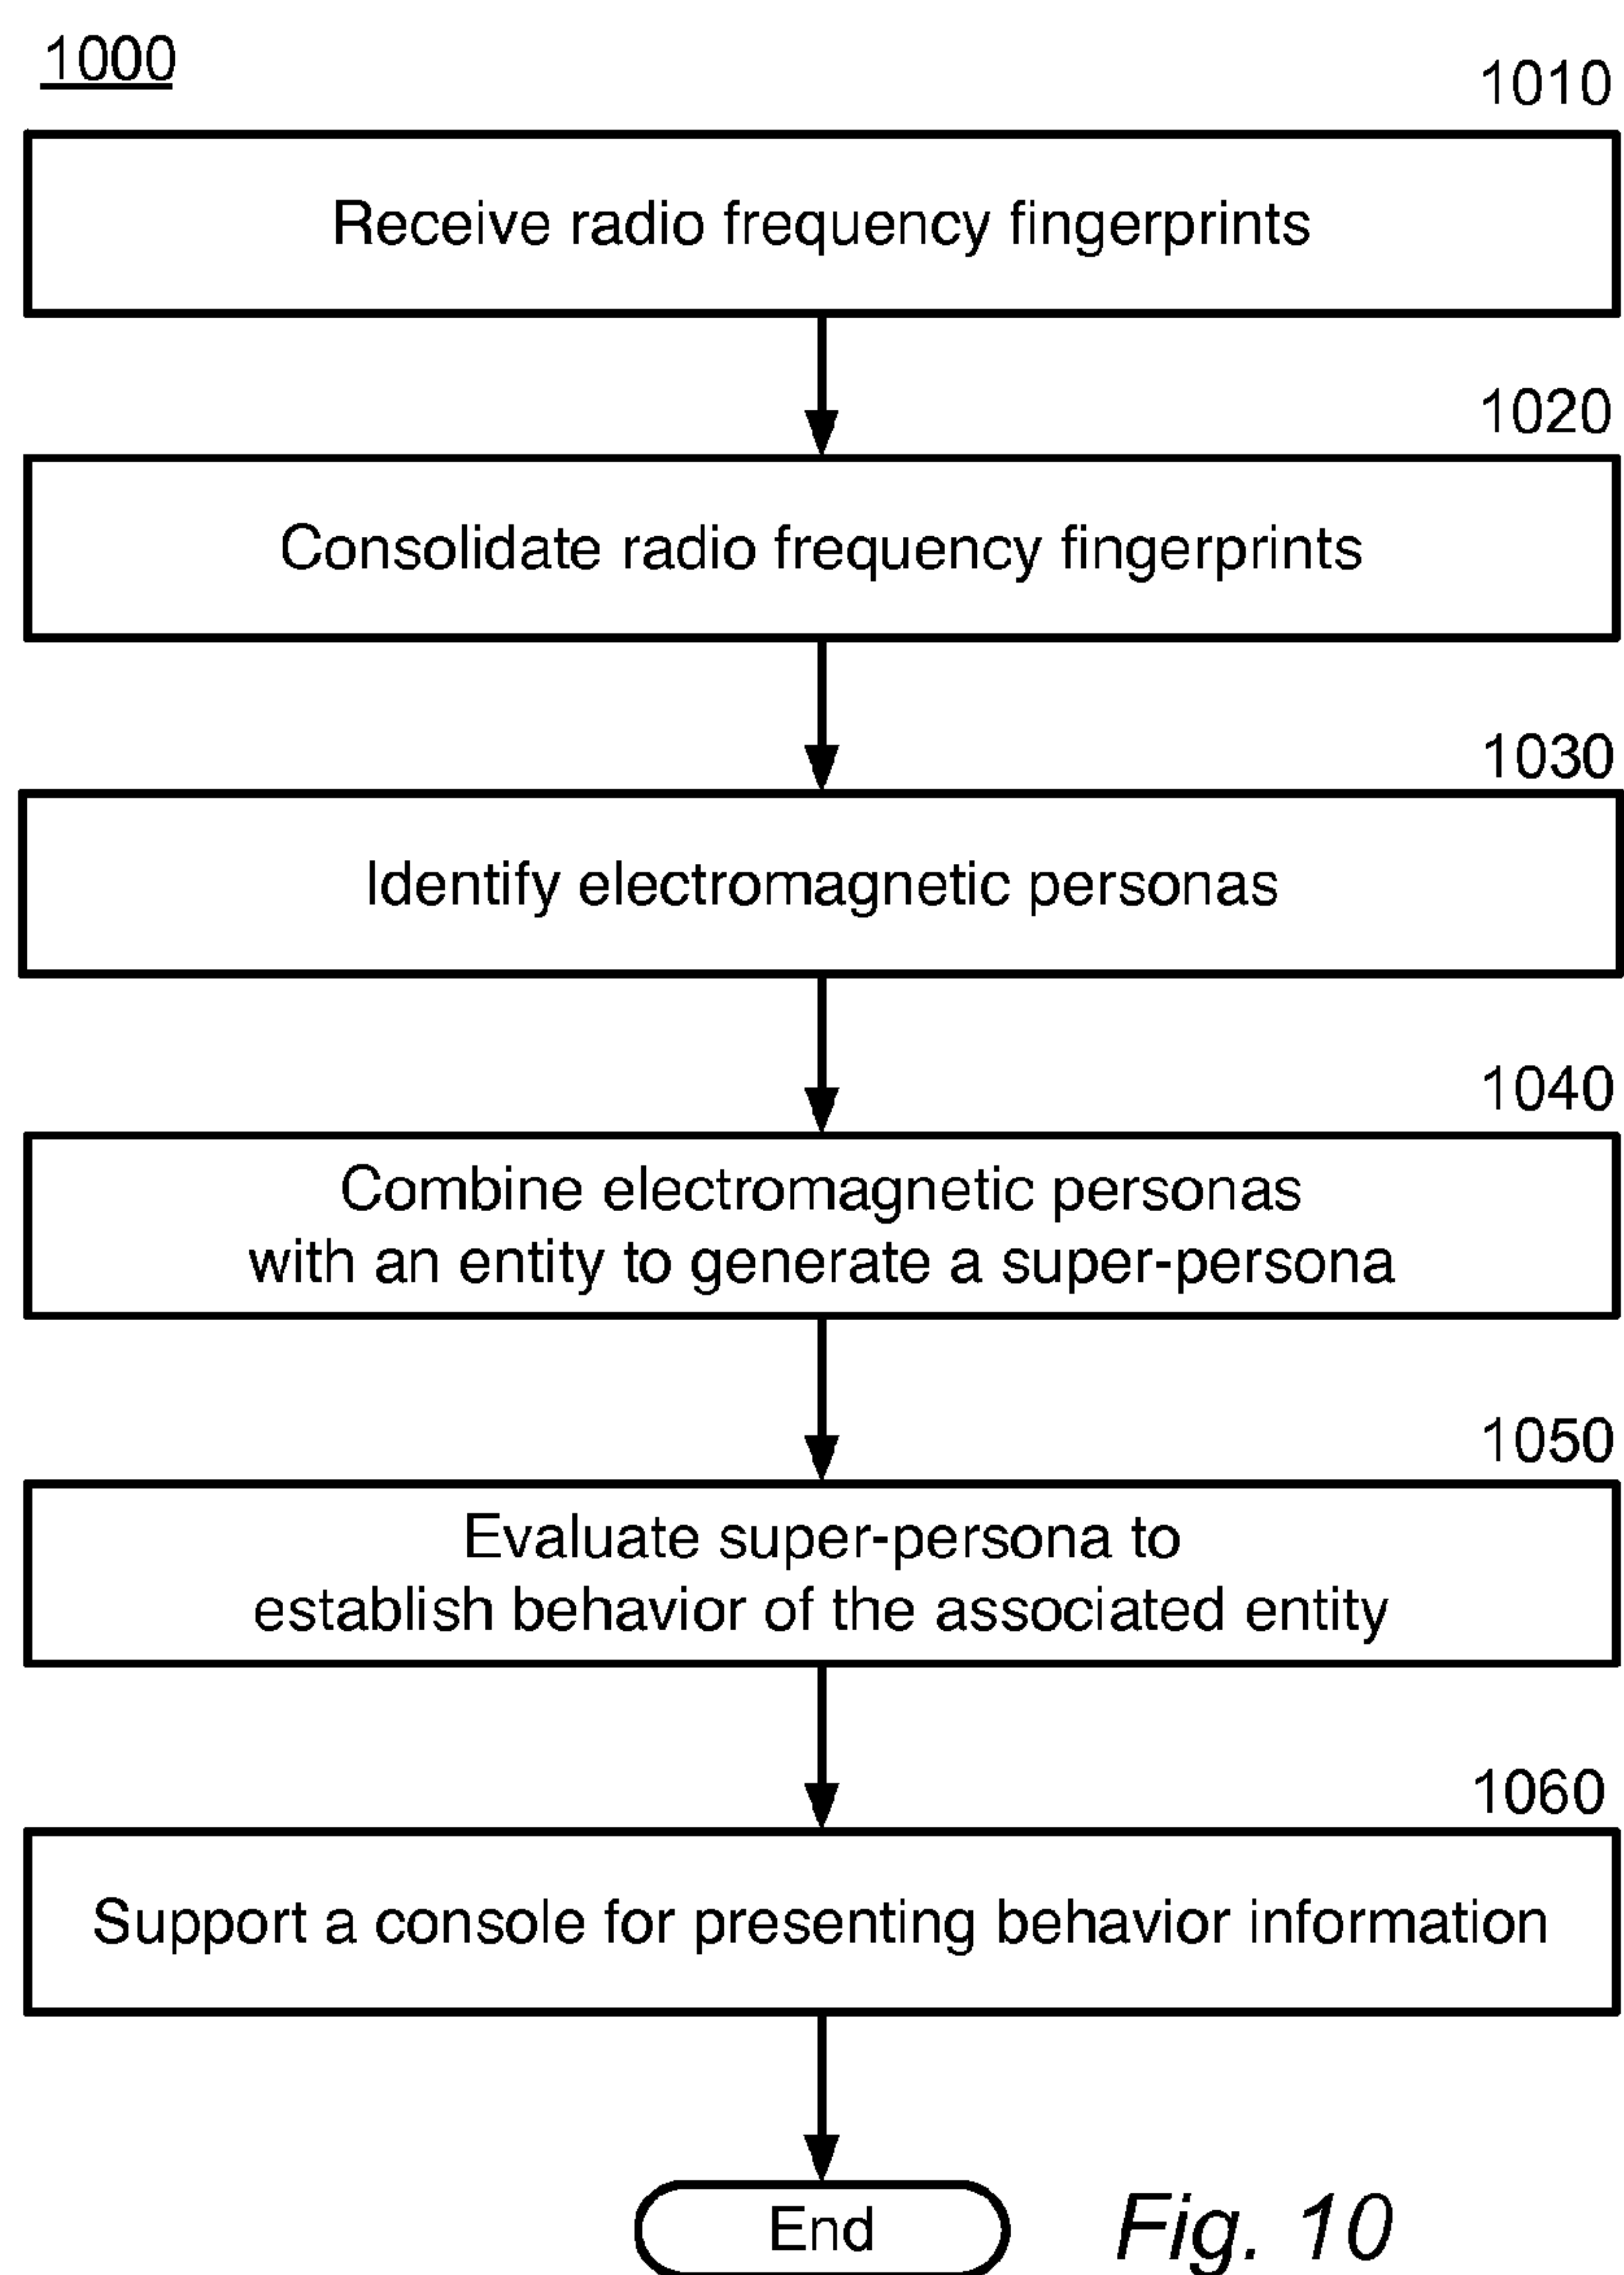 1000
1010
Receive radio frequency fingerprints
1020
Consolidate radio frequency fingerprints
1030
Identify electromagnetic personas
1040
Combine electromagnetic personas
with an entity to generate a super-persona
1050
Evaluate super-persona to
establish behavior of the associated entity
1060
Support a console for presenting behavior information
End
Fig. 10